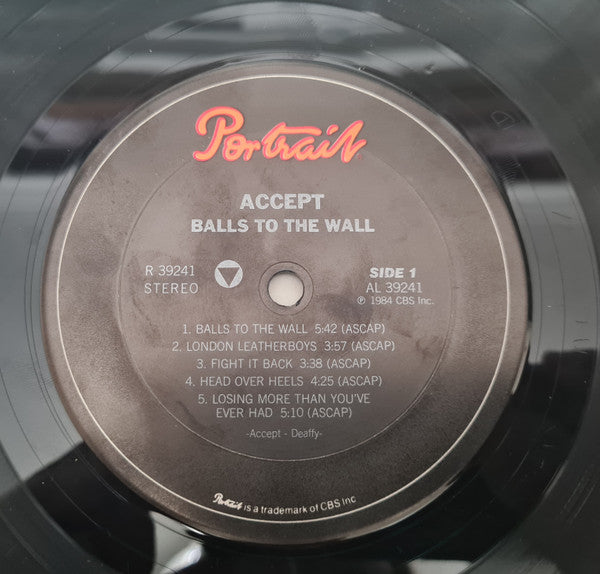 Portrait
ACCEPT
BALLS TO THE WALL
R 39241
STEREO
SIDE 1
AL 39241
℗ 1984 CBS Inc.
1. BALLS TO THE WALL 5:42 (ASCAP)
2. LONDON LEATHERBOYS 3:57 (ASCAP)
3. FIGHT IT BACK 3:38 (ASCAP)
4. HEAD OVER HEELS 4:25 (ASCAP)
5. LOSING MORE THAN YOU'VE
EVER HAD 5:10 (ASCAP)
-Accept - Deaffy-
Portrait is a trademark of CBS Inc